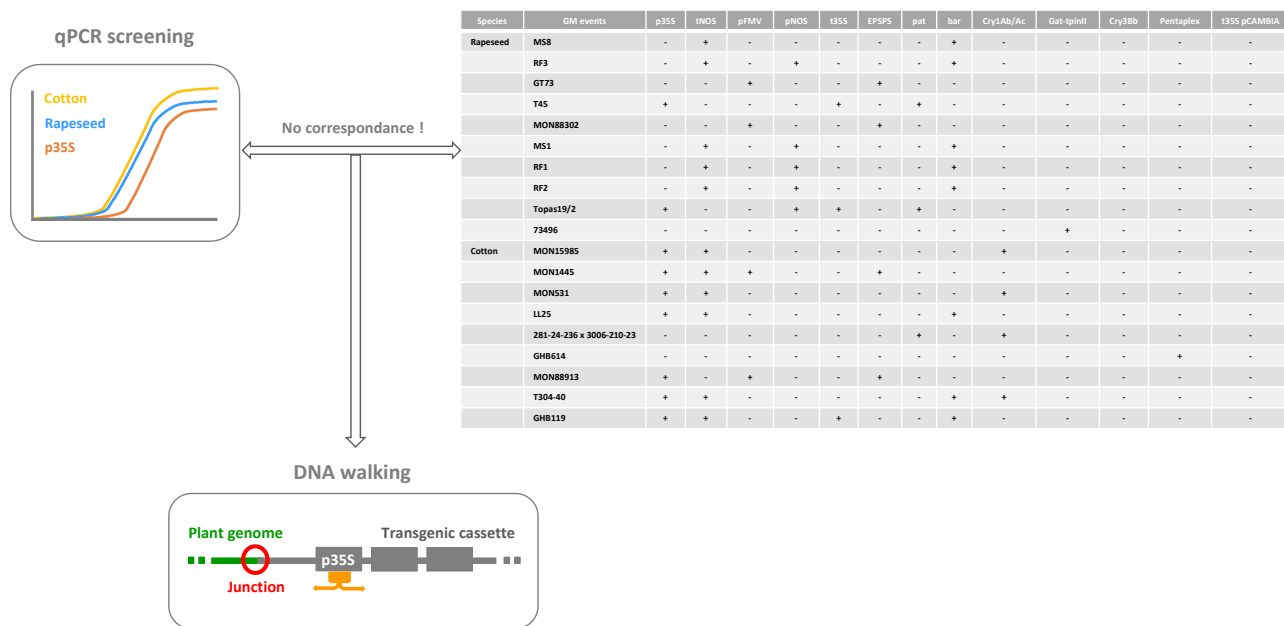 qPCR screening
Cotton
Rapeseed
p35S
No correspondance !
Species GM events p35S tNOS pFMV pNOS t35S EPSPS pat bar Cry1Ab/Ac Gat-tpinII Cry3Bb Pentaplex t35S pCAMBIA
Rapeseed MS8 - + - - - - - + - - - - -
RF3 - + - + - - - + - - - - -
GT73 - - + - - + - - - - - - -
T45 + - - - + - + - - - - - -
MON88302 - - + - - + - - - - - - -
MS1 - + - + - - - + - - - - -
RF1 - + - + - - - + - - - - -
RF2 - + - + - - - + - - - - -
Topas19/2 + - - + + - + - - - - - -
73496 - - - - - - - - - + - - -
Cotton MON15985 + + - - - - - - + - - - -
MON1445 + + + - - + - - - - - - -
MON531 + + - - - - - - + - - - -
LL25 + + - - - - - + - - - - -
281-24-236 x 3006-210-23 - - - - - - + - + - - - -
GHB614 - - - - - - - - - - - + -
MON88913 + - + - - + - - - - - - -
T304-40 + + - - - - - + + - - - -
GHB119 + + - - + - - + - - - - -
DNA walking
Plant genome
Transgenic cassette
p35S
Junction